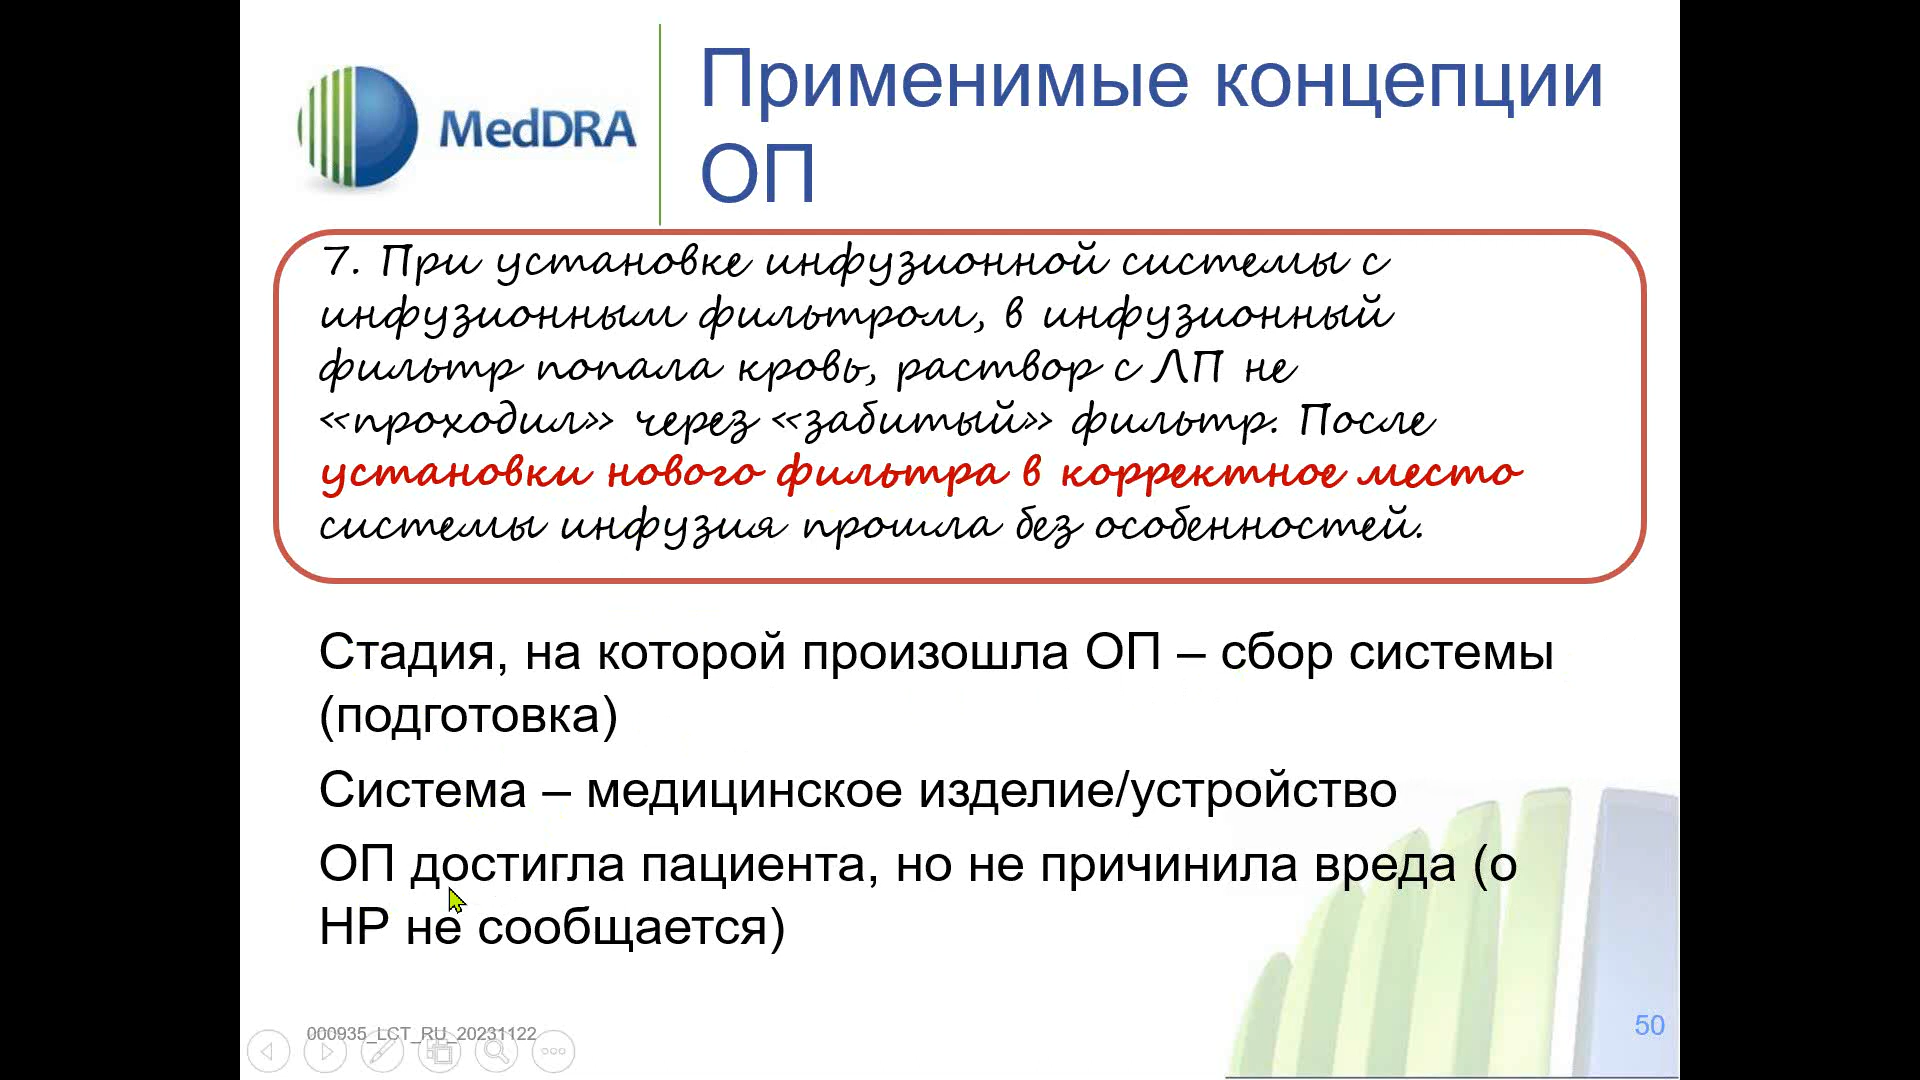 MedDRA
Применимые концепции
ОП
7. При установке инфузионной системы с
инфузионным фильтром, в инфузионный
фильтр попала кровь, раствор с ЛП не
«проходил» через «забитый» фильтр. После
установки нового фильтра в корректное место
системы инфузия прошла без особенностей.
Стадия, на которой произошла ОП – сбор системы
(подготовка)
Система – медицинское изделие/устройство
ОП достигла пациента, но не причинила вреда (о
НР не сообщается)
000935_LCT_RU_20231122
50